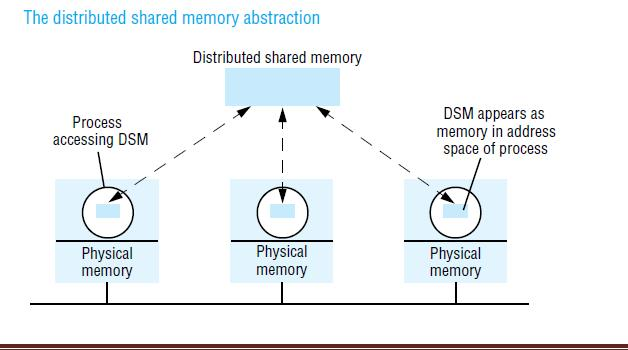 The distributed shared memory abstraction
Distributed shared memory
Process
accessing DSM
DSM appears as
memory in address
space of process
Physical
memory
Physical
memory
Physical
memory